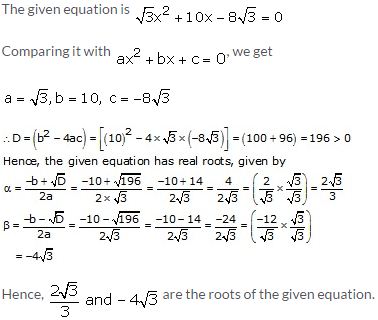 The given equation is √3x² + 10x − 8√3 = 0
Comparing it with ax² + bx + c = 0, we get
a = √3, b = 10, c = −8√3
∴ D = (b² − 4ac) = [(10)² − 4 × √3 × (−8√3)] = (100 + 96) = 196 > 0
Hence, the given equation has real roots, given by
α = (−b + √D)/2a = (−10 + √196)/(2 × √3) = (−10 + 14)/2√3 = 4/2√3 = (2/√3 × √3/√3) = 2√3/3
β = (−b − √D)/2a = (−10 − √196)/2√3 = (−10 − 14)/2√3 = −24/2√3 = (−12/√3 × √3/√3)
= −4√3
Hence, 2√3/3 and − 4√3 are the roots of the given equation.